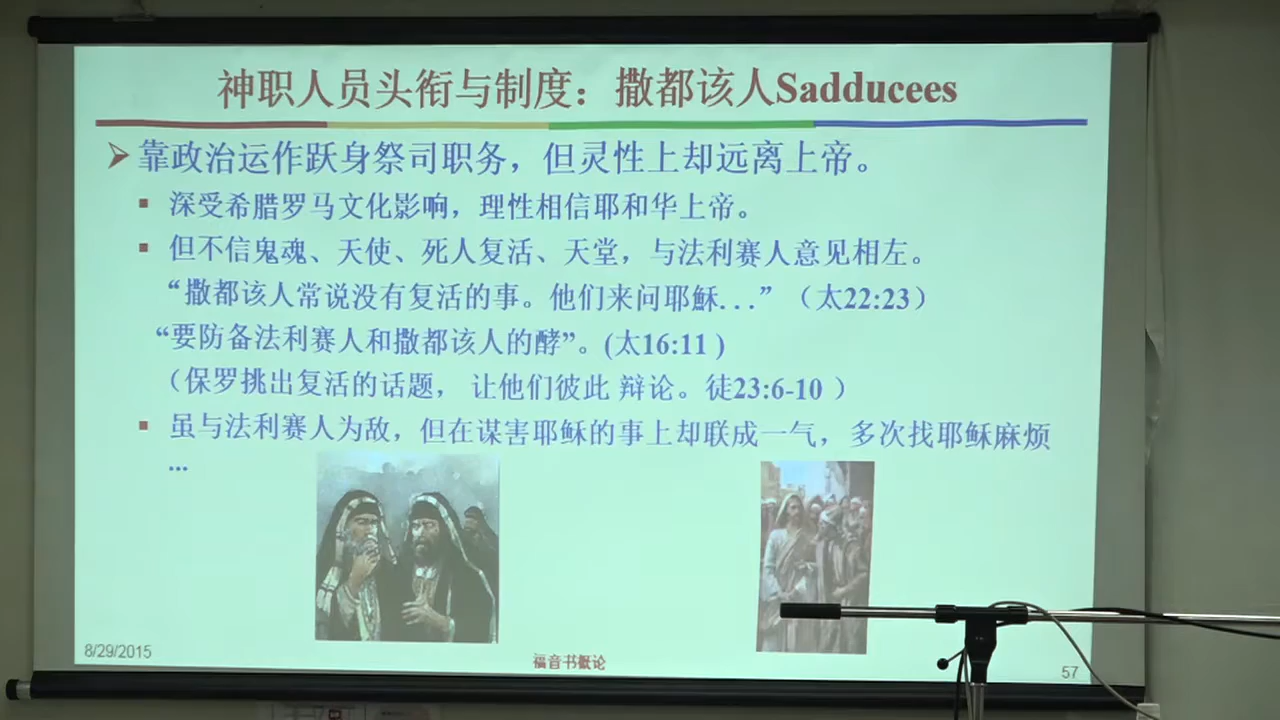 神职人员头衔与制度：撒都该人Sadducees
靠政治运作跃身祭司职务，但灵性上却远离上帝。
深受希腊罗马文化影响，理性相信耶和华上帝。
但不信鬼魂、天使、死人复活、天堂，与法利赛人意见相左。
“撒都该人常说没有复活的事。他们来问耶稣...”（太22:23）
“要防备法利赛人和撒都该人的酵”。(太16:11 )
（保罗挑出复活的话题， 让他们彼此 辩论。徒23:6-10 ）
虽与法利赛人为敌，但在谋害耶稣的事上却联成一气，多次找耶稣麻烦
...
8/29/2015
福音书概论
57